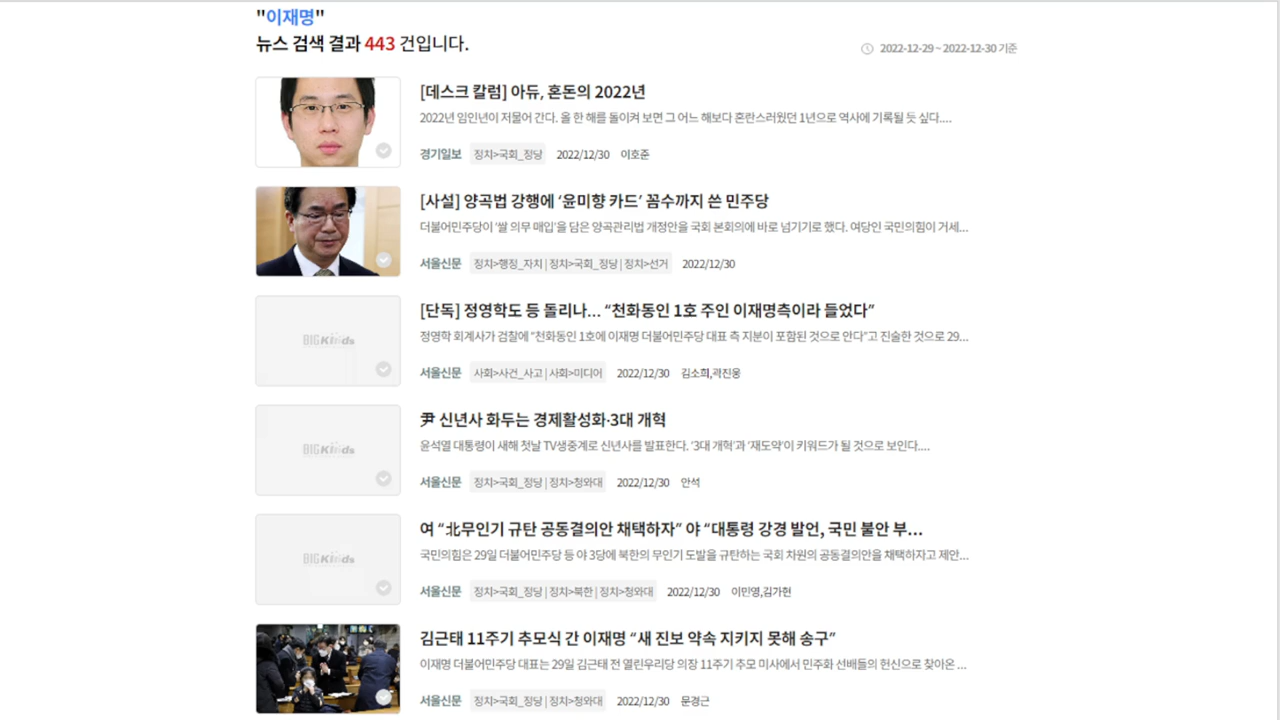 "이재명"
뉴스 검색 결과 443 건입니다.
2022-12-29 ~ 2022-12-30 기준
[데스크 칼럼] 아듀, 혼돈의 2022년
2022년 임인년이 저물어 간다. 올 한 해를 돌이켜 보면 그 어느 해보다 혼란스러웠던 1년으로 역사에 기록될 듯 싶다....
경기일보 정치>국회_정당 2022/12/30 이호준
[사설] 양곡법 강행에 ‘윤미향 카드’ 꼼수까지 쓴 민주당
더불어민주당이 ‘쌀 의무 매입’을 담은 양곡관리법 개정안을 국회 본회의에 바로 넘기기로 했다. 여당인 국민의힘이 거세...
서울신문 정치>행정_자치 | 정치>국회_정당 | 정치>선거 2022/12/30
[단독] 정영학도 등 돌리나… “천화동인 1호 주인 이재명측이라 들었다”
정영학 회계사가 검찰에 “천화동인 1호에 이재명 더불어민주당 대표 측 지분이 포함된 것으로 안다”고 진술한 것으로 29...
BIGKinds
서울신문 사회>사건_사고 | 사회>미디어 2022/12/30 김소희,곽진웅
尹 신년사 화두는 경제활성화·3대 개혁
윤석열 대통령이 새해 첫날 TV생중계로 신년사를 발표한다. ‘3대 개혁’과 ‘재도약’이 키워드가 될 것으로 보인다....
BIGKinds
서울신문 정치>국회_정당 | 정치>청와대 2022/12/30 안석
여 “北무인기 규탄 공동결의안 채택하자” 야 “대통령 강경 발언, 국민 불안 부...
국민의힘은 29일 더불어민주당 등 야 3당에 북한의 무인기 도발을 규탄하는 국회 차원의 공동결의안을 채택하자고 제안...
BIGKinds
서울신문 정치>국회_정당 | 정치>북한 | 정치>청와대 2022/12/30 이민영,김가현
김근태 11주기 추모식 간 이재명 “새 진보 약속 지키지 못해 송구”
이재명 더불어민주당 대표는 29일 김근태 전 열린우리당 의장 11주기 추모 미사에서 민주화 선배들의 헌신으로 찾아온 ...
서울신문 정치>국회_정당 | 정치>청와대 2022/12/30 문경근